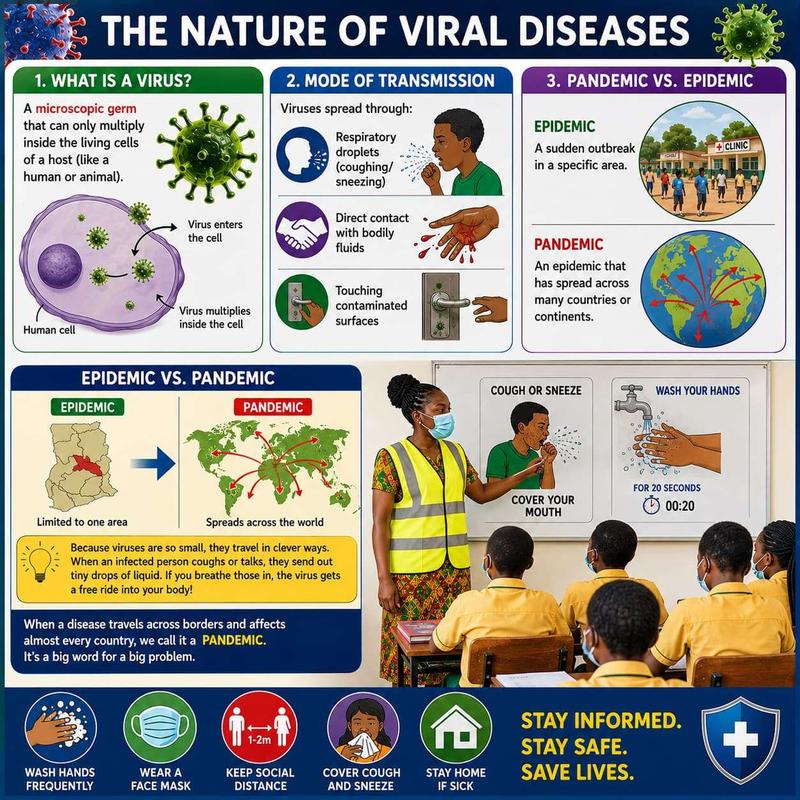 THE NATURE OF VIRAL DISEASES
1. WHAT IS A VIRUS?
A microscopic germ
that can only multiply
inside the living cells
of a host (like a
human or animal).
Virus enters
the cell
Virus multiplies
inside the cell
Human cell
2. MODE OF TRANSMISSION
Viruses spread through:
Respiratory
droplets
(coughing/
sneezing)
Direct contact
with bodily
fluids
Touching
contaminated
surfaces
3. PANDEMIC VS. EPIDEMIC
EPIDEMIC
A sudden outbreak
in a specific area.
CLINIC
PANDEMIC
An epidemic that
has spread across
many countries or
continents.
EPIDEMIC VS. PANDEMIC
EPIDEMIC
Limited to one area
PANDEMIC
Spreads across the world
Because viruses are so small, they travel in clever ways.
When an infected person coughs or talks, they send out
tiny drops of liquid. If you breathe those in, the virus gets
a free ride into your body!
When a disease travels across borders and affects
almost every country, we call it a PANDEMIC.
It's a big word for a big problem.
COUGH OR SNEEZE
COVER YOUR
MOUTH
WASH YOUR HANDS
FOR 20 SECONDS
00:20
WASH HANDS
FREQUENTLY
WEAR A
FACE MASK
1-2m
KEEP SOCIAL
DISTANCE
COVER COUGH
AND SNEEZE
STAY HOME
IF SICK
STAY INFORMED.
STAY SAFE.
SAVE LIVES.